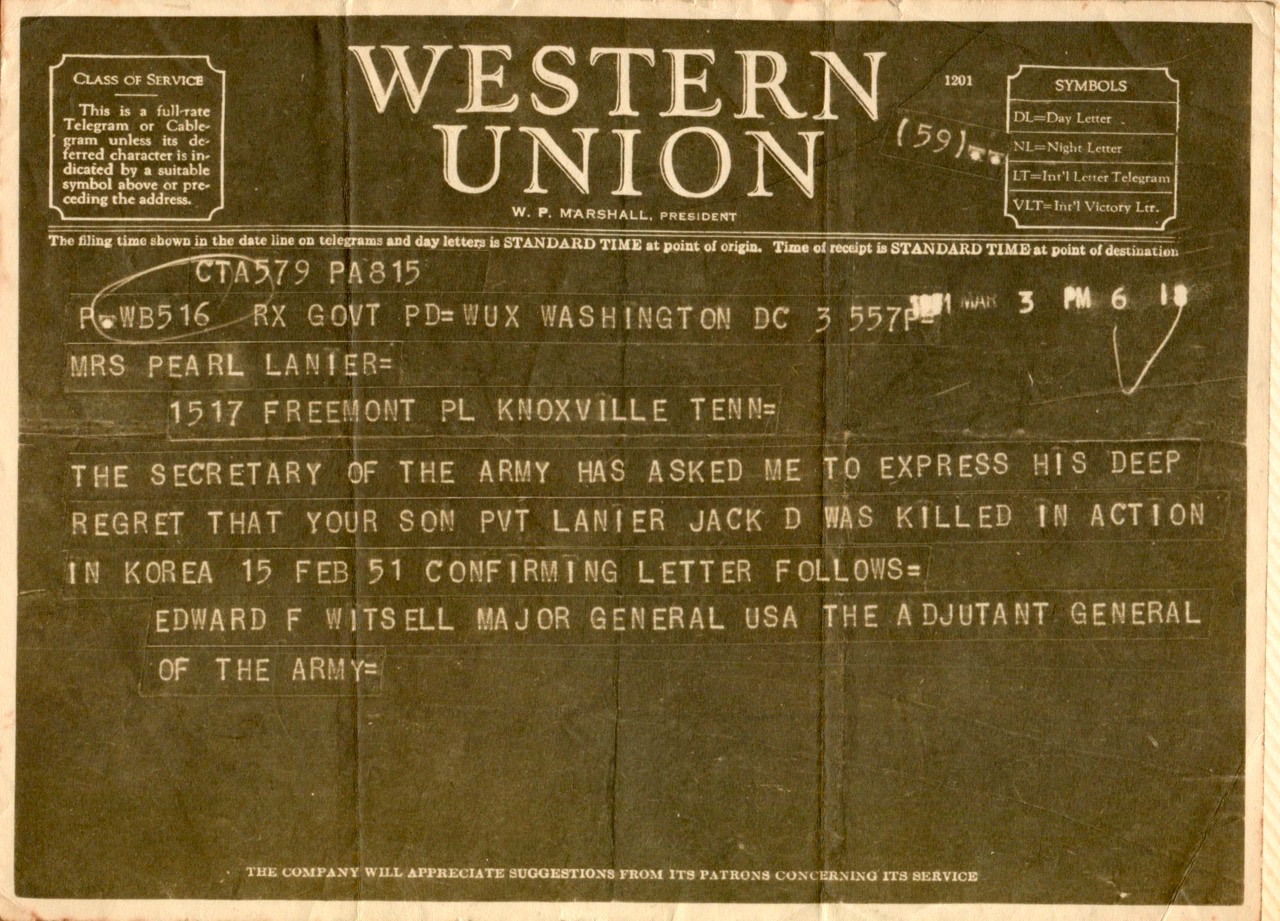 CLASS OF SERVICE
This is a full-rate
Telegram or Cable-
gram unless its de-
ferred character is in-
dicated by a suitable
symbol above or pre-
ceding the address.
WESTERN
UNION
W. P. MARSHALL, PRESIDENT
1201
(59)
SYMBOLS
DL=Day Letter
NL=Night Letter
LT=Int'l Letter Telegram
VLT=Int'l Victory Ltr.
The filing time shown in the date line on telegrams and day letters is STANDARD TIME at point of origin. Time of receipt is STANDARD TIME at point of destination
CTA579 PA815
P.WB516 RX GOVT PD=WUX WASHINGTON DC 3 557P=
MAR 3 PM 6 18
MRS PEARL LANIER=
1517 FREEMONT PL KNOXVILLE TENN=
THE SECRETARY OF THE ARMY HAS ASKED ME TO EXPRESS HIS DEEP
REGRET THAT YOUR SON PVT LANIER JACK D WAS KILLED IN ACTION
IN KOREA 15 FEB 51 CONFIRMING LETTER FOLLOWS=
EDWARD F WITSELL MAJOR GENERAL USA THE ADJUTANT GENERAL
OF THE ARMY=
THE COMPANY WILL APPRECIATE SUGGESTIONS FROM ITS PATRONS CONCERNING ITS SERVICE